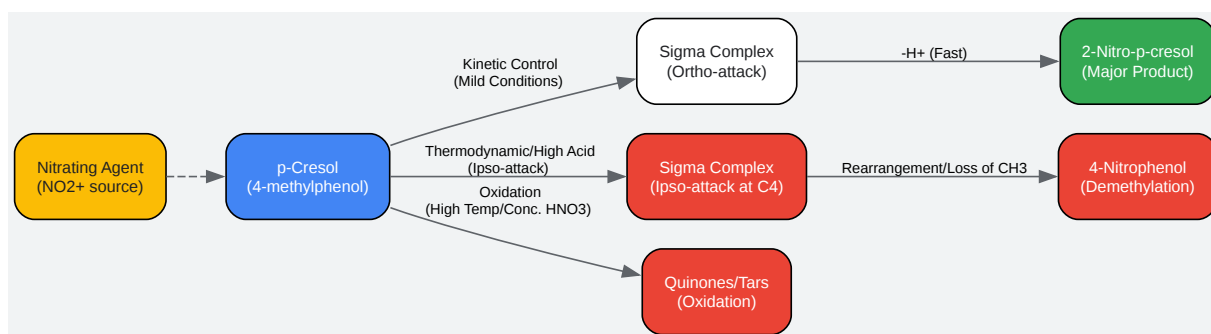 Nitrating Agent
(NO2+ source)
p-Cresol
(4-methylphenol)
Kinetic Control
(Mild Conditions)
Sigma Complex
(Ortho-attack)
-H+ (Fast)
2-Nitro-p-cresol
(Major Product)
Thermodynamic/High Acid
(Ipso-attack)
Sigma Complex
(Ipso-attack at C4)
Rearrangement/Loss of CH3
4-Nitrophenol
(Demethylation)
Oxidation
(High Temp/Conc. HNO3)
Quinones/Tars
(Oxidation)